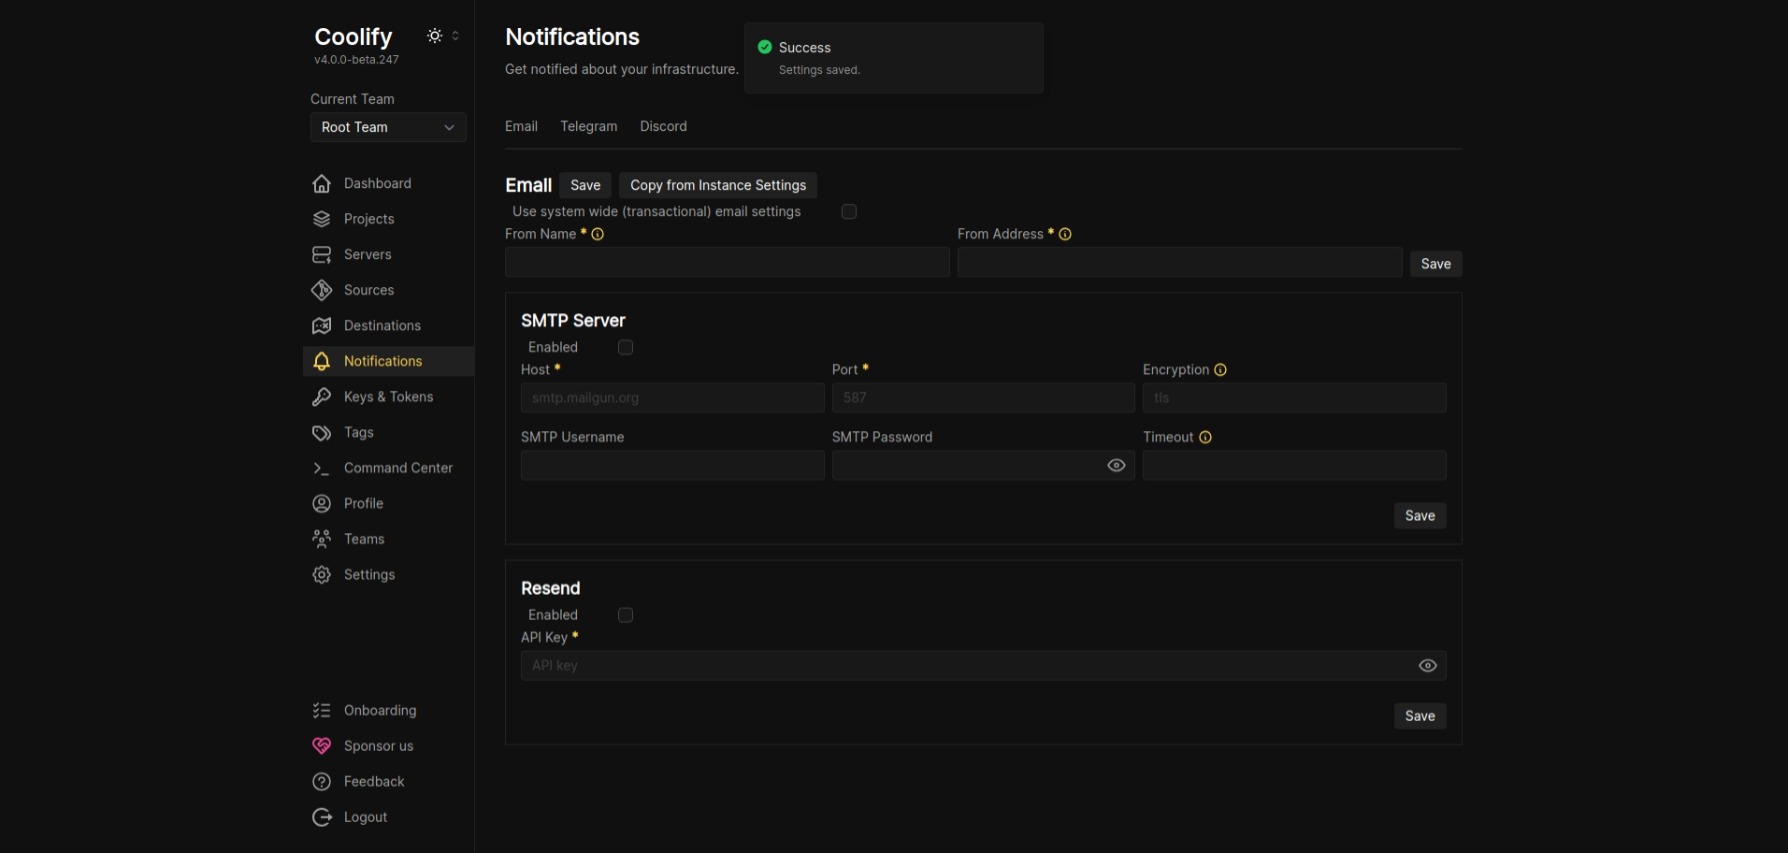 Coolify
v4.0.0-beta.247
Current Team
Root Team
Dashboard
Projects
Servers
Sources
Destinations
Notifications
Keys & Tokens
Tags
Command Center
Profile
Teams
Settings
Onboarding
Sponsor us
Feedback
Logout
Notifications
Get notified about your infrastructure.
Success
Settings saved.
Email Telegram Discord
Email Save Copy from Instance Settings
Use system wide (transactional) email settings
From Name * From Address *
Save
SMTP Server
Enabled
Host * Port * Encryption
smtp.mailgun.org 587 tls
SMTP Username SMTP Password Timeout
Save
Resend
Enabled
API Key *
API key
Save